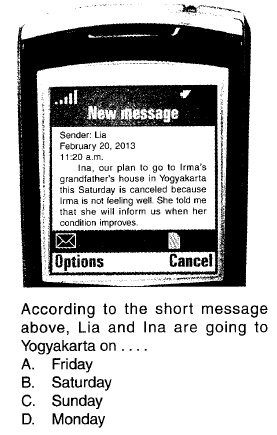 New message
Sender: Lia
February 20, 2013
11:20 a.m.
Ina, our plan to go to Irma's
grandfather's house in Yogyakarta
this Saturday is canceled because
Irma is not feeling well. She told me
that she will inform us when her
condition improves.
Options Cancel
According to the short message
above, Lia and Ina are going to
Yogyakarta on . . . .
A. Friday
B. Saturday
C. Sunday
D. Monday